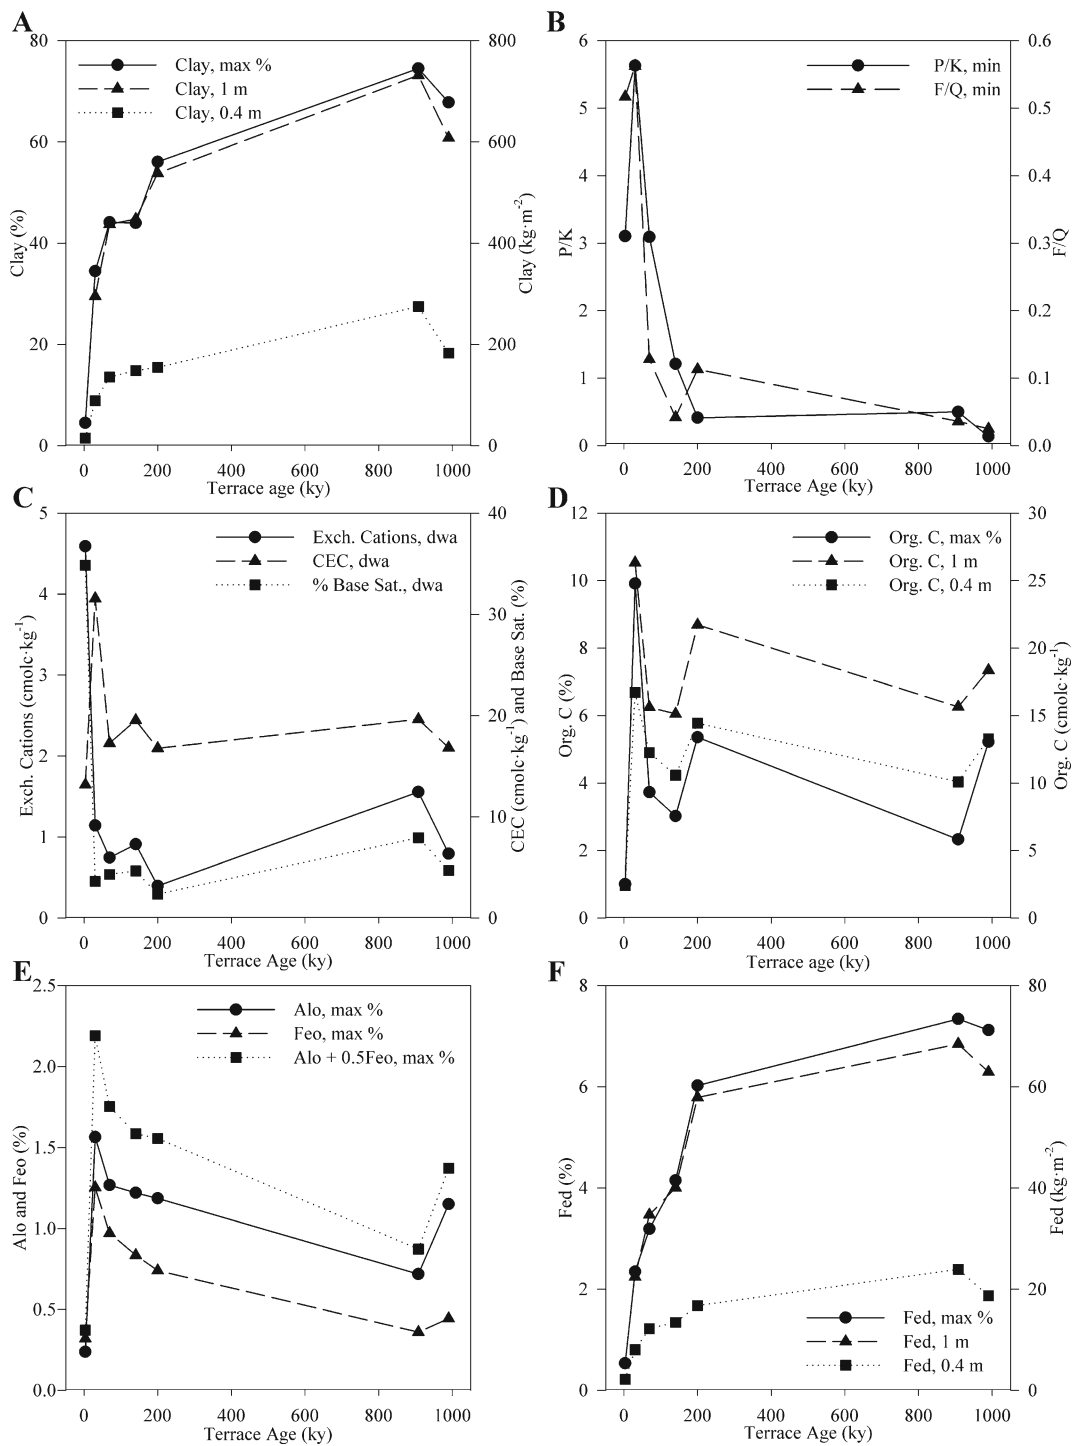 A
80
60
40
20
0
800
600
400
200
0
Clay, max %
Clay, 1 m
Clay, 0.4 m
Clay (%)
Clay (kg·m-2)
0 200 400 600 800 1000
Terrace age (ky)
B
6
5
4
3
2
1
0
0.6
0.5
0.4
0.3
0.2
0.1
0.0
P/K, min
F/Q, min
P/K
F/Q
0 200 400 600 800 1000
Terrace Age (ky)
C
5
4
3
2
1
0
40
30
20
10
0
Exch. Cations, dwa
CEC, dwa
% Base Sat., dwa
Exch. Cations (cmolc·kg-1)
CEC (cmolc·kg-1) and Base Sat. (%)
0 200 400 600 800 1000
Terrace Age (ky)
D
12
10
8
6
4
2
0
30
25
20
15
10
5
0
Org. C, max %
Org. C, 1 m
Org. C, 0.4 m
Org. C (%)
Org. C (cmolc·kg-1)
0 200 400 600 800 1000
Terrace age (ky)
E
2.5
2.0
1.5
1.0
0.5
0.0
Alo, max %
Feo, max %
Alo + 0.5Feo, max %
Alo and Feo (%)
0 200 400 600 800 1000
Terrace Age (ky)
F
8
6
4
2
0
80
60
40
20
0
Fed, max %
Fed, 1 m
Fed, 0.4 m
Fed (%)
Fed (kg·m-2)
0 200 400 600 800 1000
Terrace Age (ky)